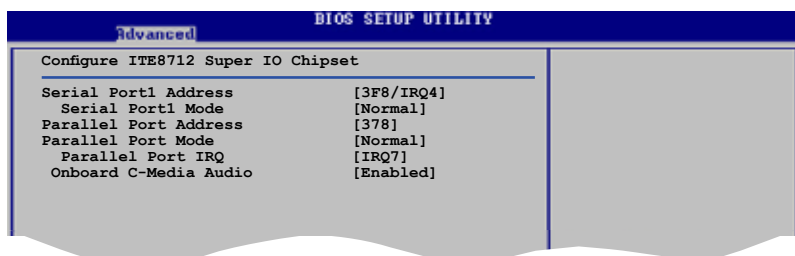 BIOS SETUP UTILITY
Advanced
Configure ITE8712 Super IO Chipset
Serial Port1 Address [3F8/IRQ4]
Serial Port1 Mode [Normal]
Parallel Port Address [378]
Parallel Port Mode [Normal]
Parallel Port IRQ [IRQ7]
Onboard C-Media Audio [Enabled]